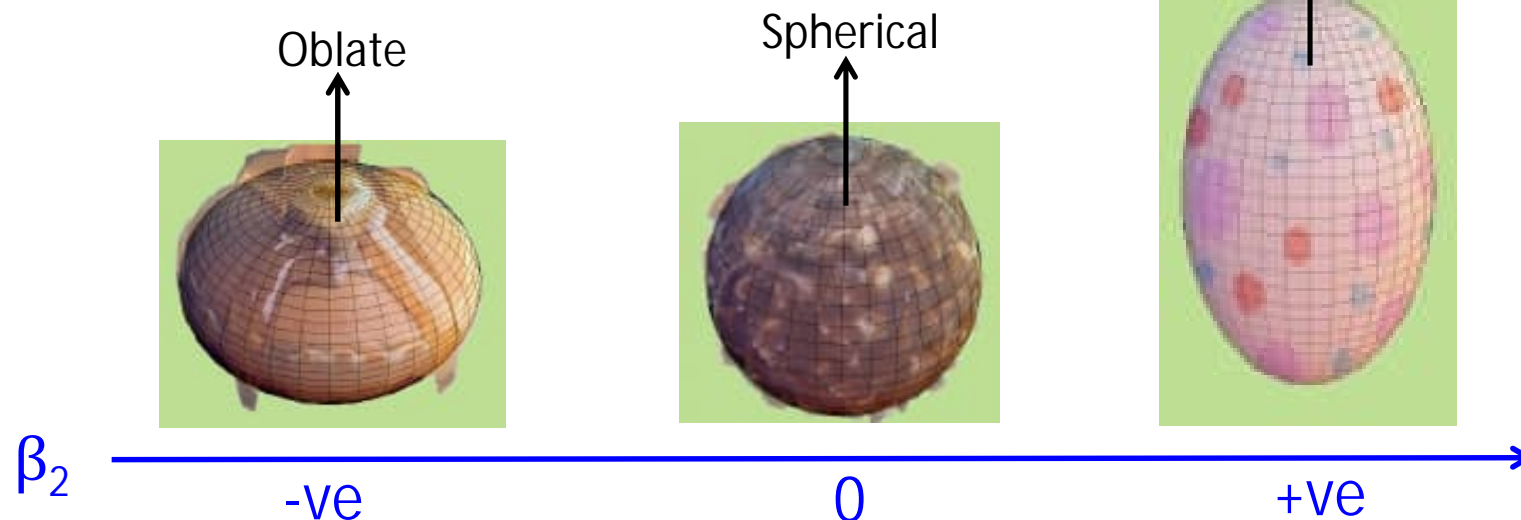 Oblate
Spherical
β₂
-ve
0
+ve